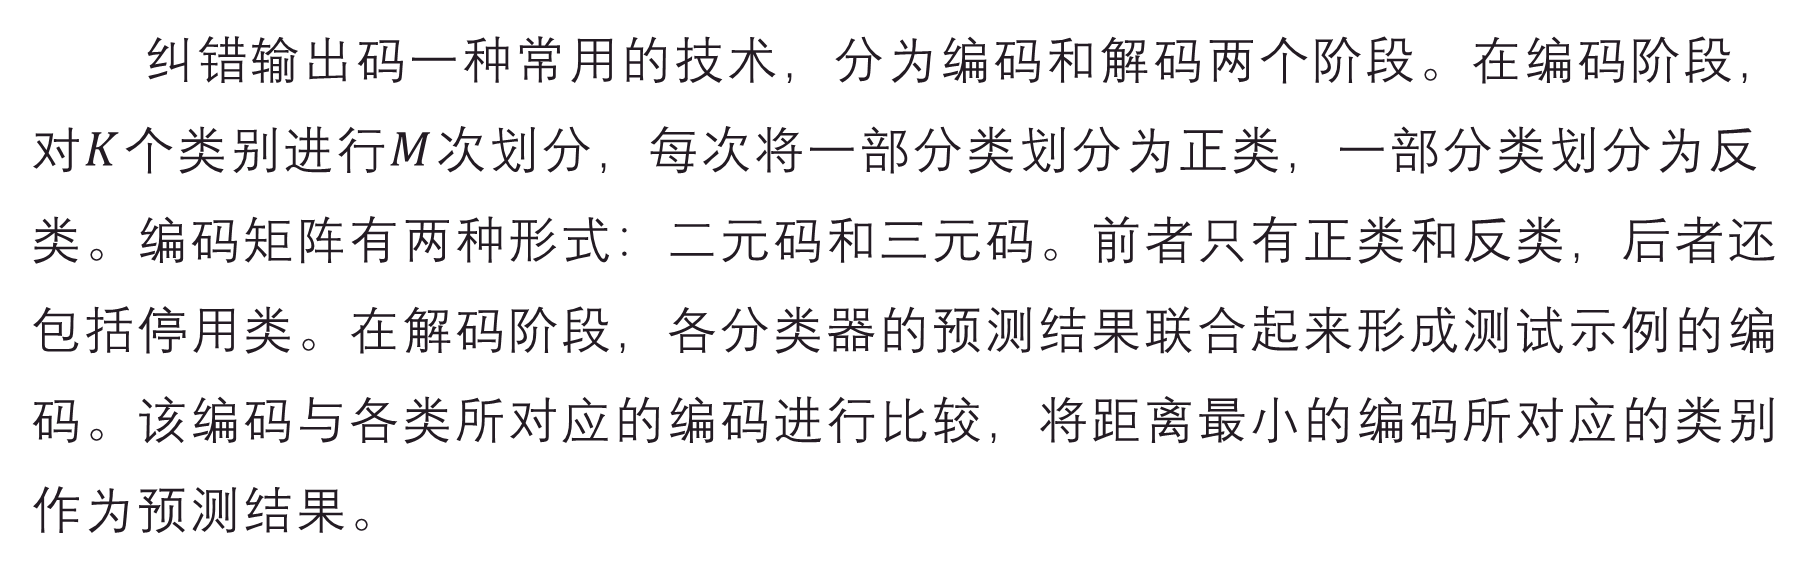 纠错输出码一种常用的技术，分为编码和解码两个阶段。在编码阶段，
对K个类别进行M次划分，每次将一部分类划分为正类，一部分类划分为反
类。编码矩阵有两种形式：二元码和三元码。前者只有正类和反类，后者还
包括停用类。在解码阶段，各分类器的预测结果联合起来形成测试示例的编
码。该编码与各类所对应的编码进行比较，将距离最小的编码所对应的类别
作为预测结果。